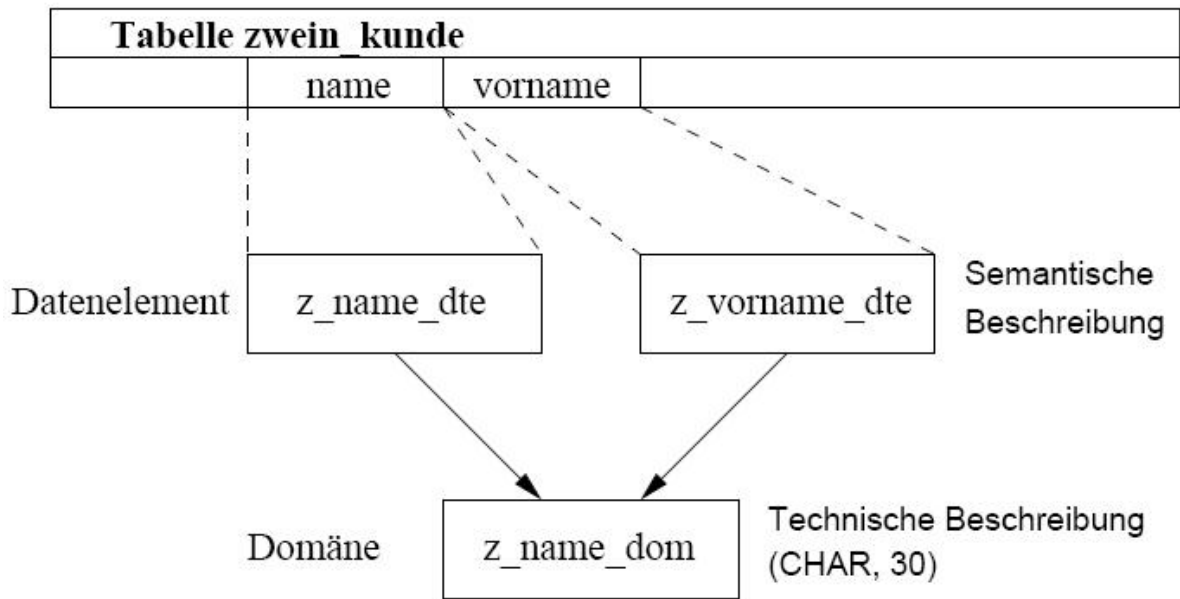 Tabelle zwein_kunde
name vorname
Datenelement z_name_dte z_vorname_dte Semantische
Beschreibung
Domäne z_name_dom Technische Beschreibung
(CHAR, 30)